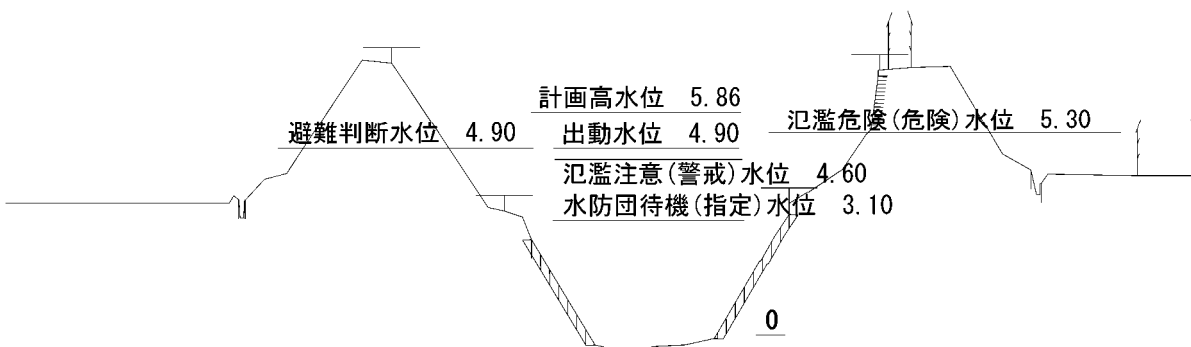 計画高水位 5.86
避難判断水位 4.90
出動水位 4.90
氾濫危険(危険)水位 5.30
氾濫注意(警戒)水位 4.60
水防団待機(指定)水位 3.10
0